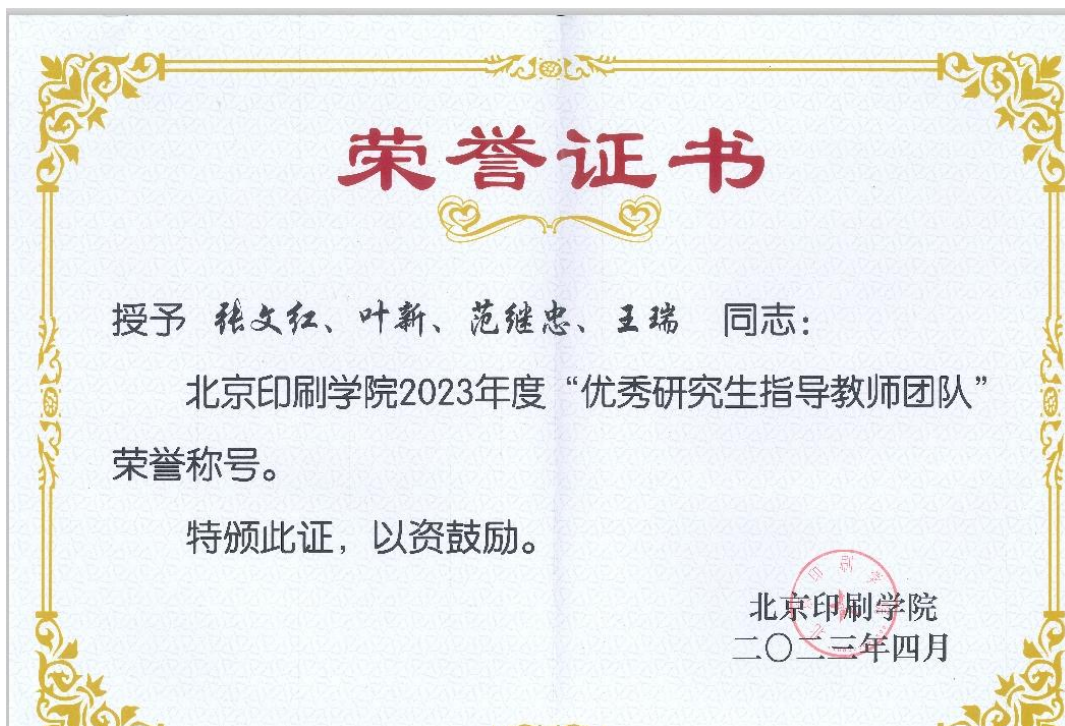 荣誉证书
授予 张文红、叶新、范继忠、王瑞 同志：
北京印刷学院2023年度“优秀研究生指导教师团队”
荣誉称号。
特颁此证，以资鼓励。
北京印刷学院
二〇二三年四月